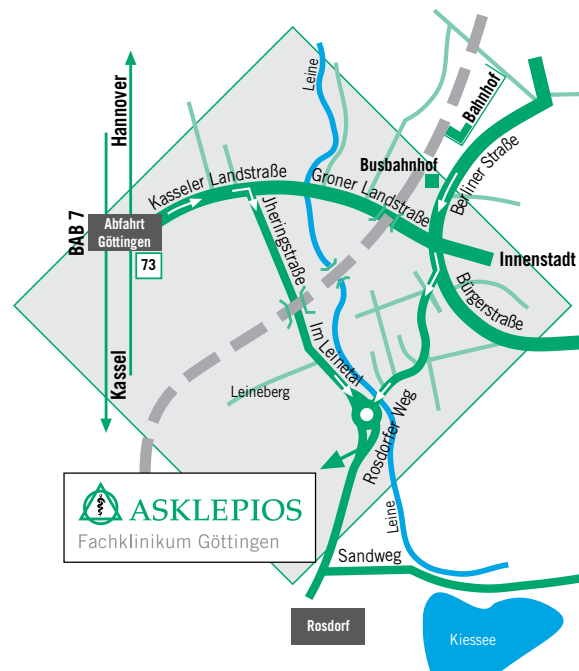 Leine
Hannover
Bahnhof
Busbahnhof
Berliner Straße
Kasseler Landstraße
Groner Landstraße
BAB 7
Abfahrt
Göttingen
73
Jheringstraße
Innenstadt
Bürgerstraße
Kassel
Im Leinetal
Leineberg
Rosdorfer Weg
ASKLEPIOS
Fachklinikum Göttingen
Leine
Sandweg
Rosdorf
Kiessee